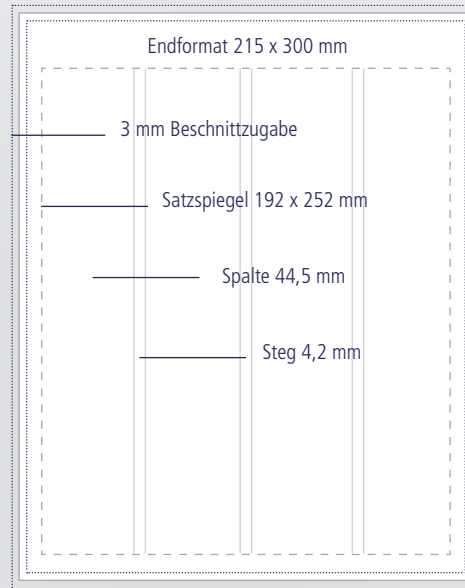 Endformat 215 x 300 mm
3 mm Beschnittzugabe
Satzspiegel 192 x 252 mm
Spalte 44,5 mm
Steg 4,2 mm